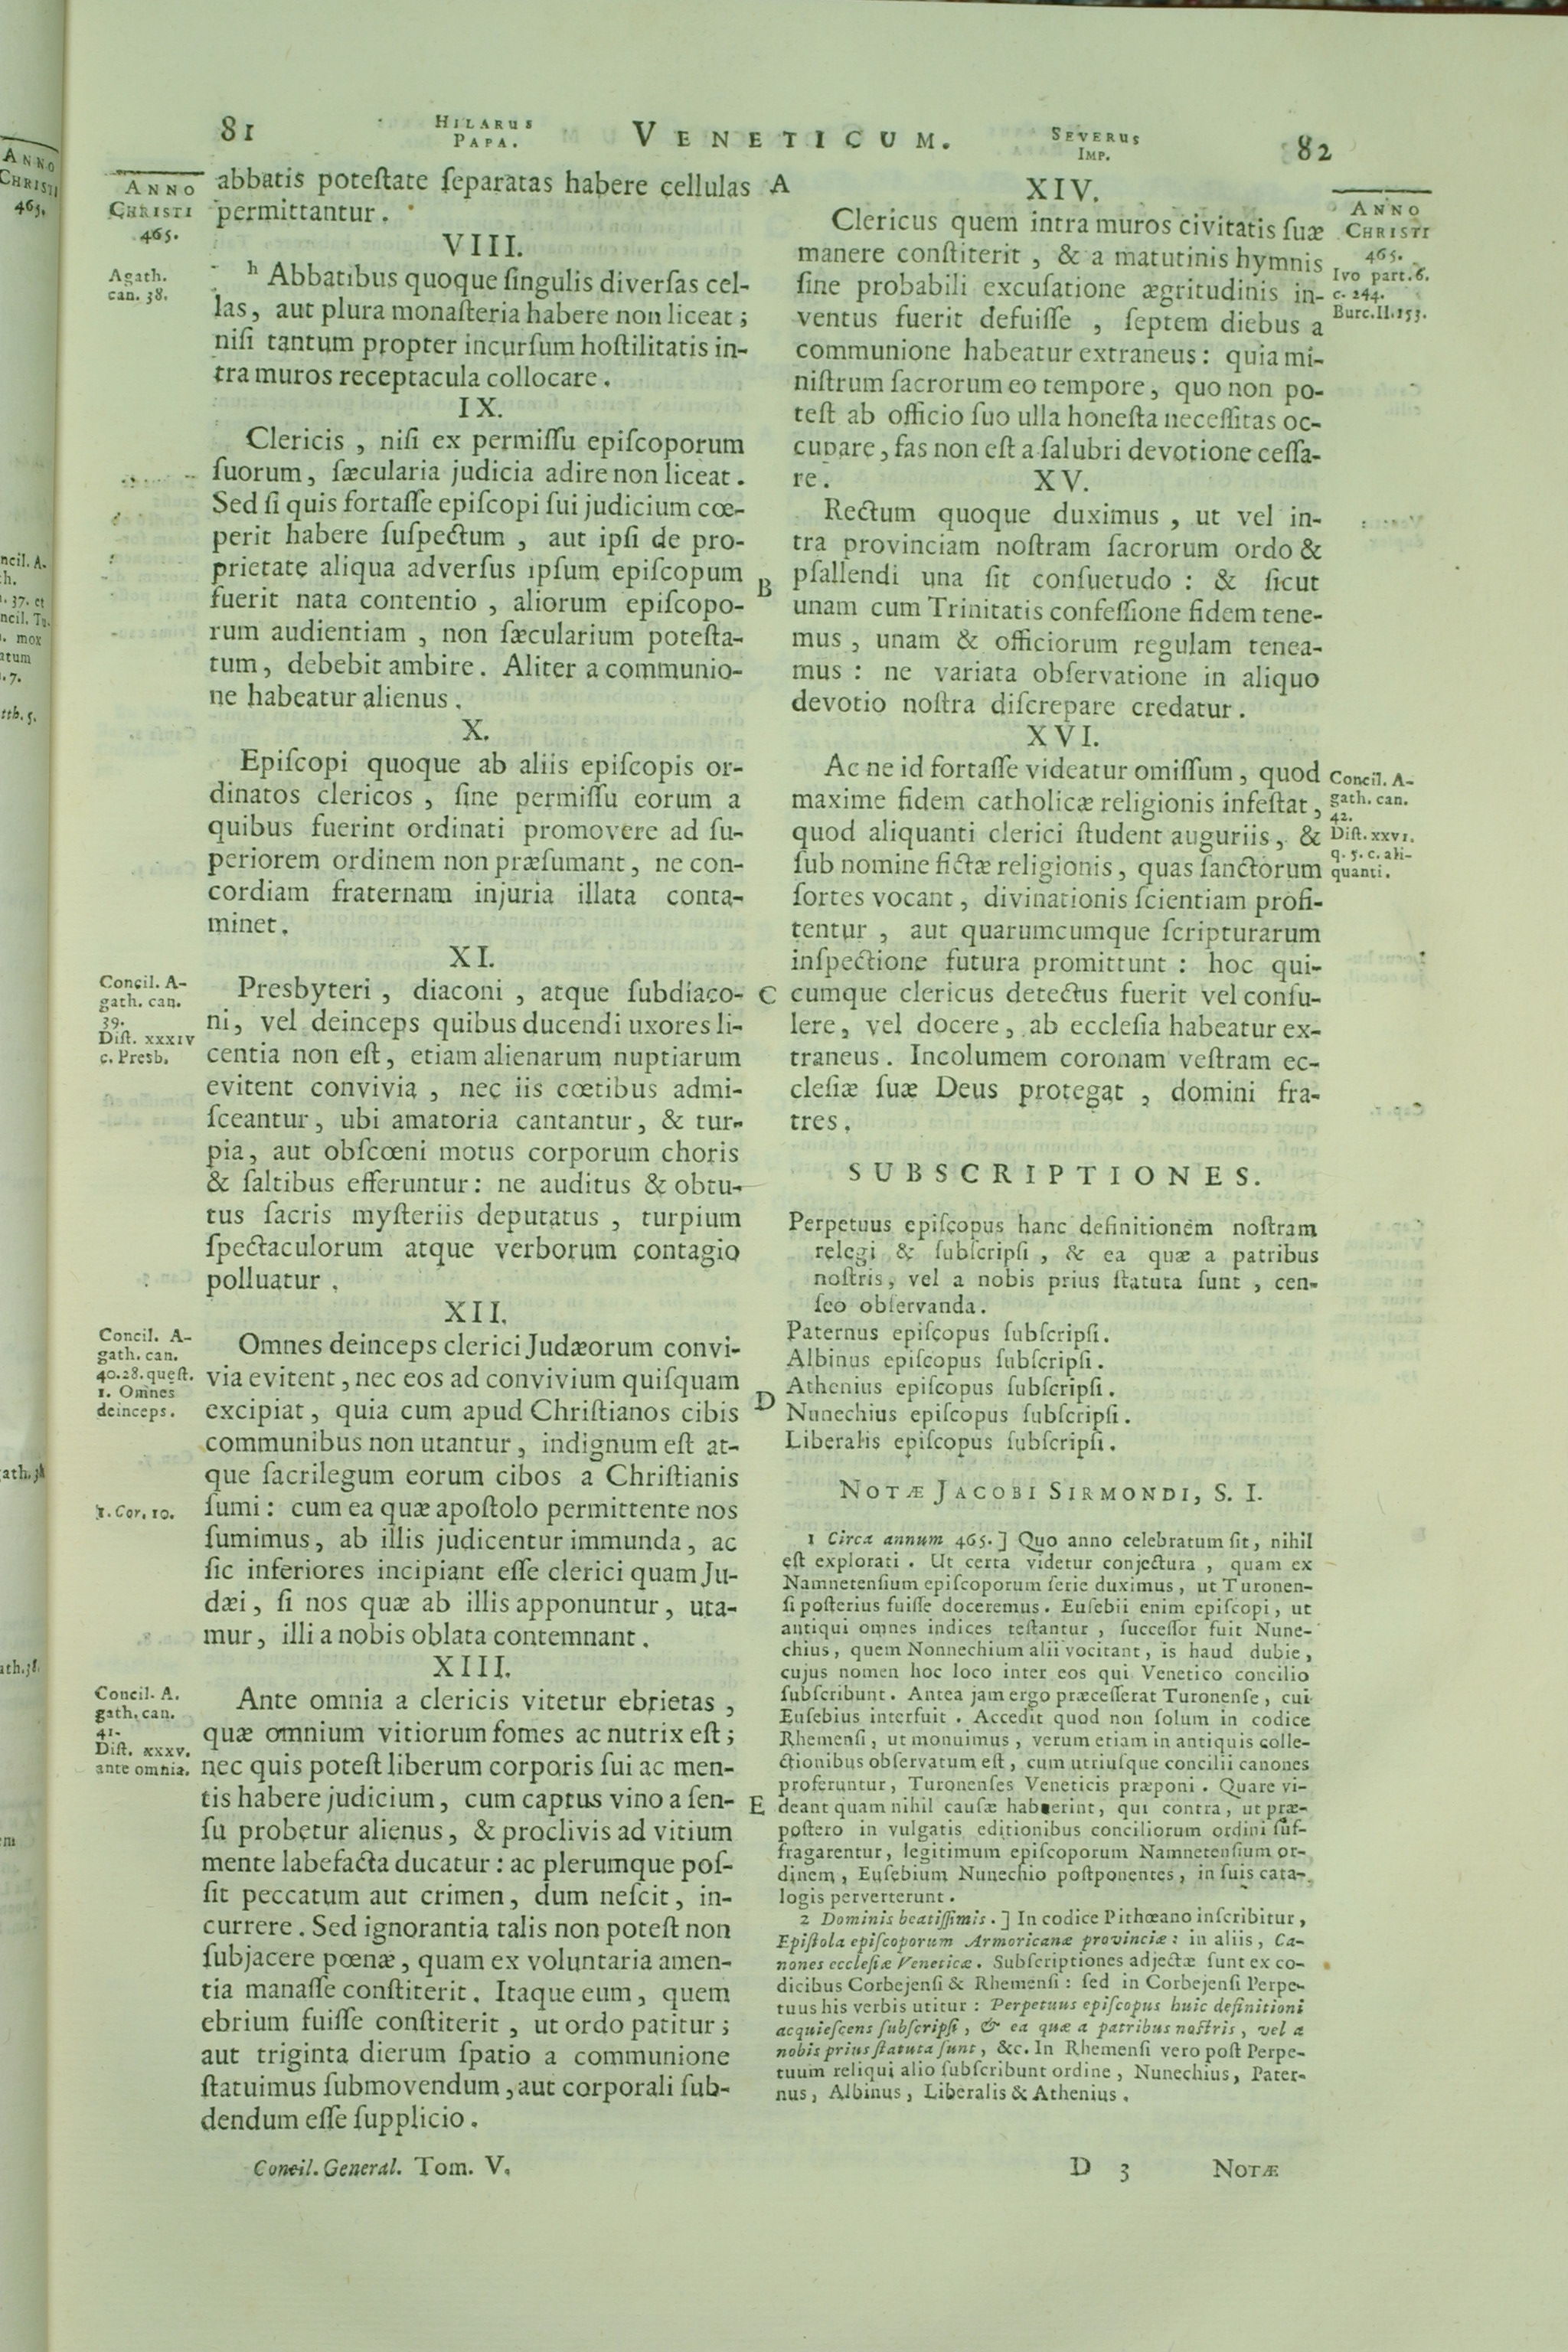 81 HILARUS PAPA. VENETICUM. SEVERUS IMP. 82
ANNO
CHRISTI
465.
abbatis poteſtate ſeparatas habere cellulas
permittantur.
VIII.
Agath.
can. 38.
h Abbatibus quoque ſingulis diverſas cel-
las, aut plura monaſteria habere non liceat;
niſi tantum propter incurſum hoſtilitatis in-
tra muros receptacula collocare.
IX.
Clericis, niſi ex permiſſu epiſcoporum
ſuorum, ſæcularia judicia adire non liceat.
Sed ſi quis fortaſſe epiſcopi ſui judicium cœ-
perit habere ſuſpectum, aut ipſi de pro-
prietate aliqua adverſus ipſum epiſcopum
fuerit nata contentio, aliorum epiſcopo-
rum audientiam, non ſæcularium poteſta-
tum, debebit ambire. Aliter a communio-
ne habeatur alienus.
X.
Epiſcopi quoque ab aliis epiſcopis or-
dinatos clericos, ſine permiſſu eorum a
quibus fuerint ordinati promovere ad ſu-
periorem ordinem non præſumant, ne con-
cordiam fraternam injuria illata conta-
minet.
XI.
Concil. A-
gath. can.
39.
Diſt. xxxiv
c. Presb.
Presbyteri, diaconi, atque ſubdiaco-
ni, vel deinceps quibus ducendi uxores li-
centia non eſt, etiam alienarum nuptiarum
evitent convivia, nec iis cœtibus admi-
ſceantur, ubi amatoria cantantur, & tur-
pia, aut obſcœni motus corporum choris
& ſaltibus efferuntur: ne auditus & obtu-
tus ſacris myſteriis deputatus, turpium
ſpectaculorum atque verborum contagio
polluatur.
XII.
Concil. A-
gath. can.
40.28.queſt.
1. Omnes
deinceps.
Omnes deinceps clerici Judæorum convi-
via evitent, nec eos ad convivium quiſquam
excipiat, quia cum apud Chriſtianos cibis
communibus non utantur, indignum eſt at-
que ſacrilegum eorum cibos a Chriſtianis
1. Cor. 10.
ſumi: cum ea quæ apoſtolo permittente nos
ſumimus, ab illis judicentur immunda, ac
ſic inferiores incipiant eſſe clerici quam Ju-
dæi, ſi nos quæ ab illis apponuntur, uta-
mur, illi a nobis oblata contemnant.
XIII.
Concil. A.
gath. can.
41.
Diſt. xxxv.
ante omnia.
Ante omnia a clericis vitetur ebrietas,
quæ omnium vitiorum fomes ac nutrix eſt;
nec quis poteſt liberum corporis ſui ac men-
tis habere judicium, cum captus vino a ſen-
ſu probetur alienus, & proclivis ad vitium
mente labefacta ducatur: ac plerumque poſ-
ſit peccatum aut crimen, dum neſcit, in-
currere. Sed ignorantia talis non poteſt non
ſubjacere pœnæ, quam ex voluntaria amen-
tia manaſſe conſtiterit. Itaque eum, quem
ebrium fuiſſe conſtiterit, ut ordo patitur;
aut triginta dierum ſpatio a communione
ſtatuimus ſubmovendum, aut corporali ſub-
dendum eſſe ſupplicio.
A
B
C
D
E
XIV.
ANNO
CHRISTI
465.
Ivo part. 6.
c. 244.
Burc.II.153.
Clericus quem intra muros civitatis ſuæ
manere conſtiterit, & a matutinis hymnis
ſine probabili excuſatione ægritudinis in-
ventus fuerit defuiſſe, ſeptem diebus a
communione habeatur extraneus: quia mi-
niſtrum ſacrorum eo tempore, quo non po-
teſt ab officio ſuo ulla honeſta neceſſitas oc-
cupare, fas non eſt a ſalubri devotione ceſſa-
re.
XV.
Rectum quoque duximus, ut vel in-
tra provinciam noſtram ſacrorum ordo &
pſallendi una ſit conſuetudo: & ſicut
unam cum Trinitatis confeſſione fidem tene-
mus, unam & officiorum regulam tenea-
mus: ne variata obſervatione in aliquo
devotio noſtra diſcrepare credatur.
XVI.
Concil. A-
gath. can.
42.
Diſt. xxvi.
q. 5. c. ali-
quanti.
Ac ne id fortaſſe videatur omiſſum, quod
maxime fidem catholicæ religionis infeſtat,
quod aliquanti clerici ſtudent auguriis, &
ſub nomine fictæ religionis, quas ſanctorum
ſortes vocant, divinationis ſcientiam profi-
tentur, aut quarumcumque ſcripturarum
inſpectione futura promittunt: hoc qui-
cumque clericus detectus fuerit vel conſu-
lere, vel docere, ab eccleſia habeatur ex-
traneus. Incolumem coronam veſtram ec-
cleſiæ ſuæ Deus protegat, domini fra-
tres.
SUBSCRIPTIONES.
Perpetuus epiſcopus hanc definitionem noſtram
relegi & ſubſcripſi, & ea quæ a patribus
noſtris, vel a nobis prius ſtatuta ſunt, cen-
ſeo obſervanda.
Paternus epiſcopus ſubſcripſi.
Albinus epiſcopus ſubſcripſi.
Athenius epiſcopus ſubſcripſi.
Nunechius epiſcopus ſubſcripſi.
Liberalis epiſcopus ſubſcripſi.
NOTÆ JACOBI SIRMONDI, S. I.
1 Circa annum 465.] Quo anno celebratum ſit, nihil
eſt explorati. Ut certa videtur conjectura, quam ex
Namnetenſium epiſcoporum ſerie duximus, ut Turonen-
ſi poſterius fuiſſe doceremus. Euſebii enim epiſcopi, ut
antiqui omnes indices teſtantur, ſucceſſor fuit Nune-
chius, quem Nonnechium alii vocitant, is haud dubie,
cujus nomen hoc loco inter eos qui Venetico concilio
ſubſcribunt. Antea jam ergo præceſſerat Turonenſe, cui
Euſebius interfuit. Accedit quod non ſolum in codice
Rhemenſi, ut monuimus, verum etiam in antiquis colle-
ctionibus obſervatum eſt, cum utriuſque concilii canones
proferuntur, Turonenſes Veneticis præponi. Quare vi-
deant quam nihil cauſæ habuerint, qui contra, ut præ-
poſtero in vulgatis editionibus conciliorum ordini ſuf-
fragarentur, legitimum epiſcoporum Namnetenſium or-
dinem, Euſebium Nunechio poſtponentes, in ſuis cata-
logis perverterunt.
2 Dominis beatiſſimis.] In codice Pithœano inſcribitur,
Epiſtola epiſcoporum Armoricanæ provinciæ: in aliis, Ca-
nones eccleſiæ Veneticæ. Subſcriptiones adjectæ ſunt ex co-
dicibus Corbejenſi & Rhemenſi: ſed in Corbejenſi Perpe-
tuus his verbis utitur: Perpetuus epiſcopus huic definitioni
acquieſcens ſubſcripſi, & ea quæ a patribus noſtris, vel a
nobis prius ſtatuta ſunt, &c. In Rhemenſi vero poſt Perpe-
tuum reliqui alio ſubſcribunt ordine, Nunechius, Pater-
nus, Albinus, Liberalis & Athenius.
Concil. General. Tom. V.
D 3 NOTÆ